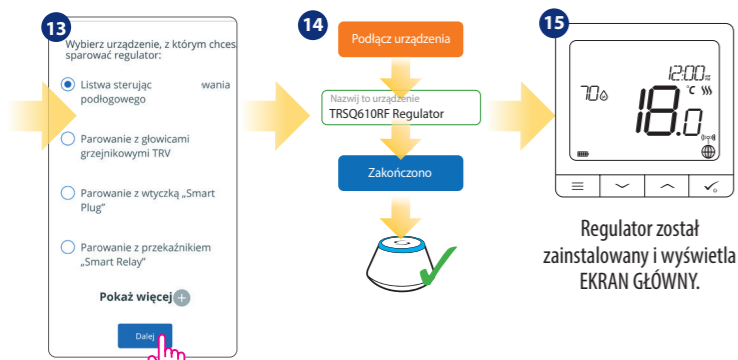 13
Wybierz urządzenie, z którym chces
sparować regulator:
Listwa sterując wania
podłogowego
Parowanie z głowicami
grzejnikowymi TRV
Parowanie z wtyczką „Smart
Plug"
Parowanie z przekaźnikiem
„Smart Relay"
Pokaż więcej +
Dalej
14
Podłącz urządzenia
Nazwij to urządzenie
TRSQ610RF Regulator
Zakończono
15
12:00
70
°C
18.0
Regulator został
zainstalowany i wyświetla
EKRAN GŁÓWNY.